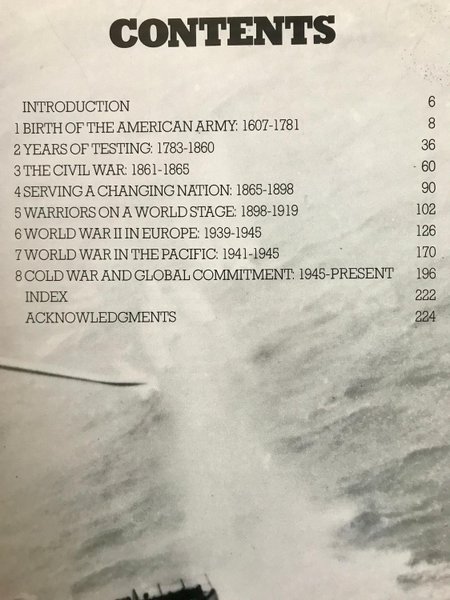 CONTENTS
INTRODUCTION 6
1 BIRTH OF THE AMERICAN ARMY: 1607-1781 8
2 YEARS OF TESTING: 1783-1860 36
3 THE CIVIL WAR: 1861-1865 60
4 SERVING A CHANGING NATION: 1865-1898 90
5 WARRIORS ON A WORLD STAGE: 1898-1919 102
6 WORLD WAR II IN EUROPE: 1939-1945 126
7 WORLD WAR IN THE PACIFIC: 1941-1945 170
8 COLD WAR AND GLOBAL COMMITMENT: 1945-PRESENT 196
INDEX 222
ACKNOWLEDGMENTS 224